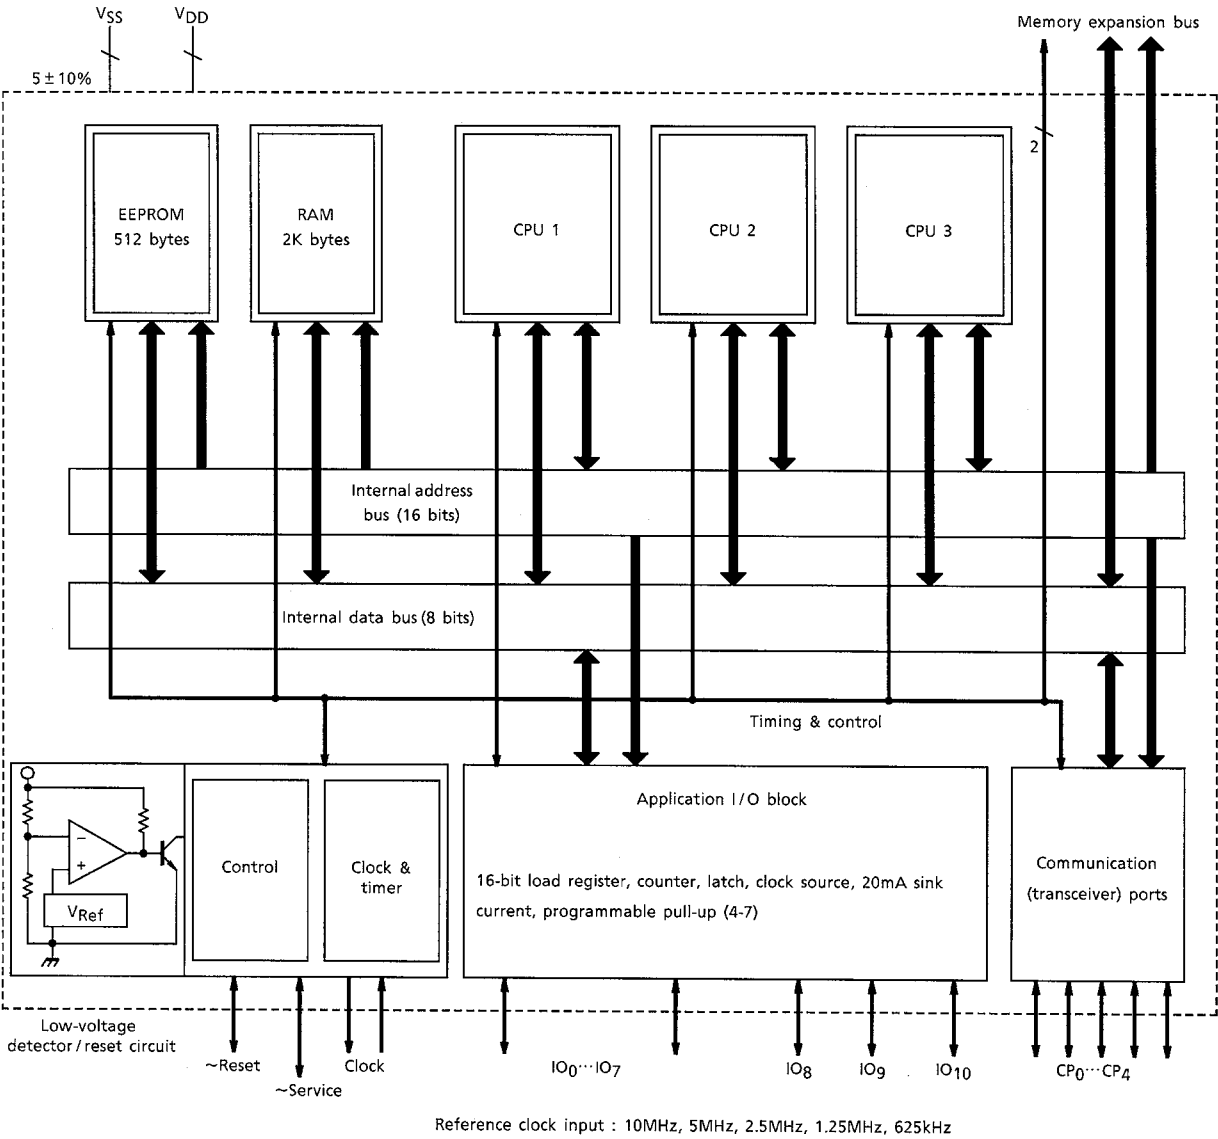 VSS
VDD
Memory expansion bus
5 ± 10%
2
EEPROM
512 bytes
RAM
2K bytes
CPU 1
CPU 2
CPU 3
Internal address
bus (16 bits)
Internal data bus (8 bits)
Timing & control
Application I/O block
16-bit load register, counter, latch, clock source, 20mA sink
current, programmable pull-up (4-7)
Control
Clock &
timer
Communication
(transceiver) ports
−
+
VRef
Low-voltage
detector / reset circuit
~Reset
~Service
Clock
IO0···IO7
IO8
IO9
IO10
CP0···CP4
Reference clock input : 10MHz, 5MHz, 2.5MHz, 1.25MHz, 625kHz